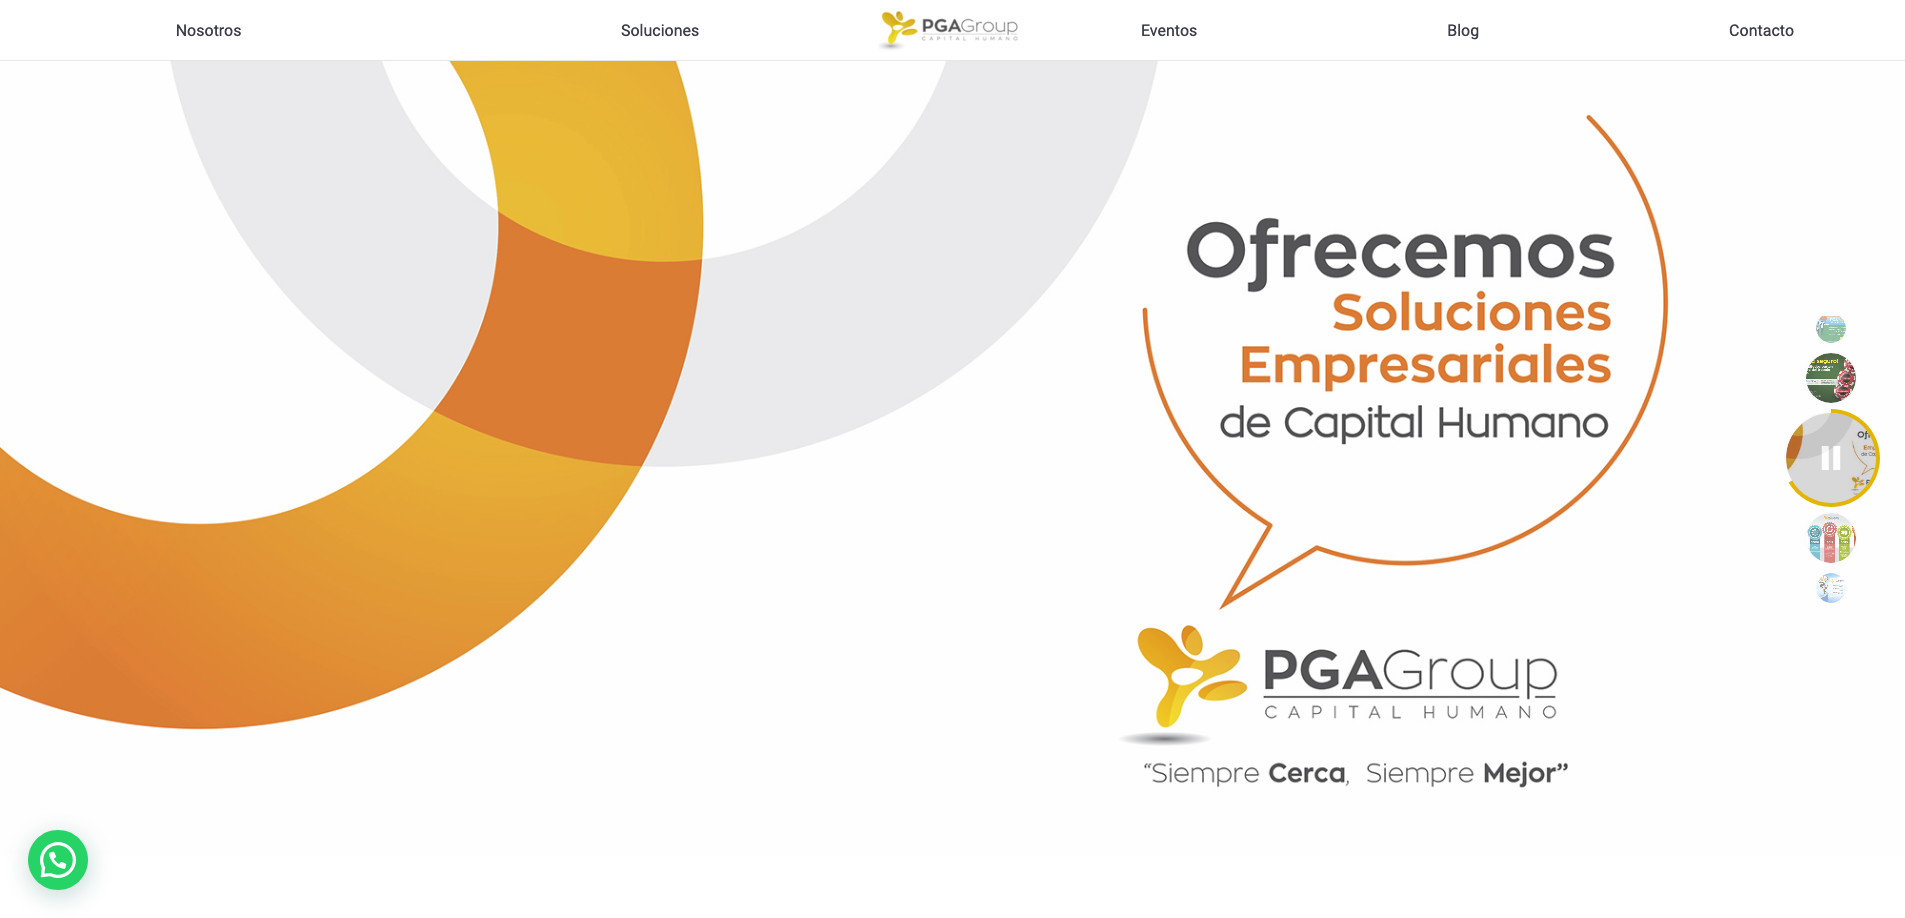 Nosotros
Soluciones
PGAGroup
CAPITAL HUMANO
Eventos
Blog
Contacto
Ofrecemos
Soluciones
Empresariales
de Capital Humano
PGAGroup
CAPITAL HUMANO
“Siempre Cerca, Siempre Mejor”